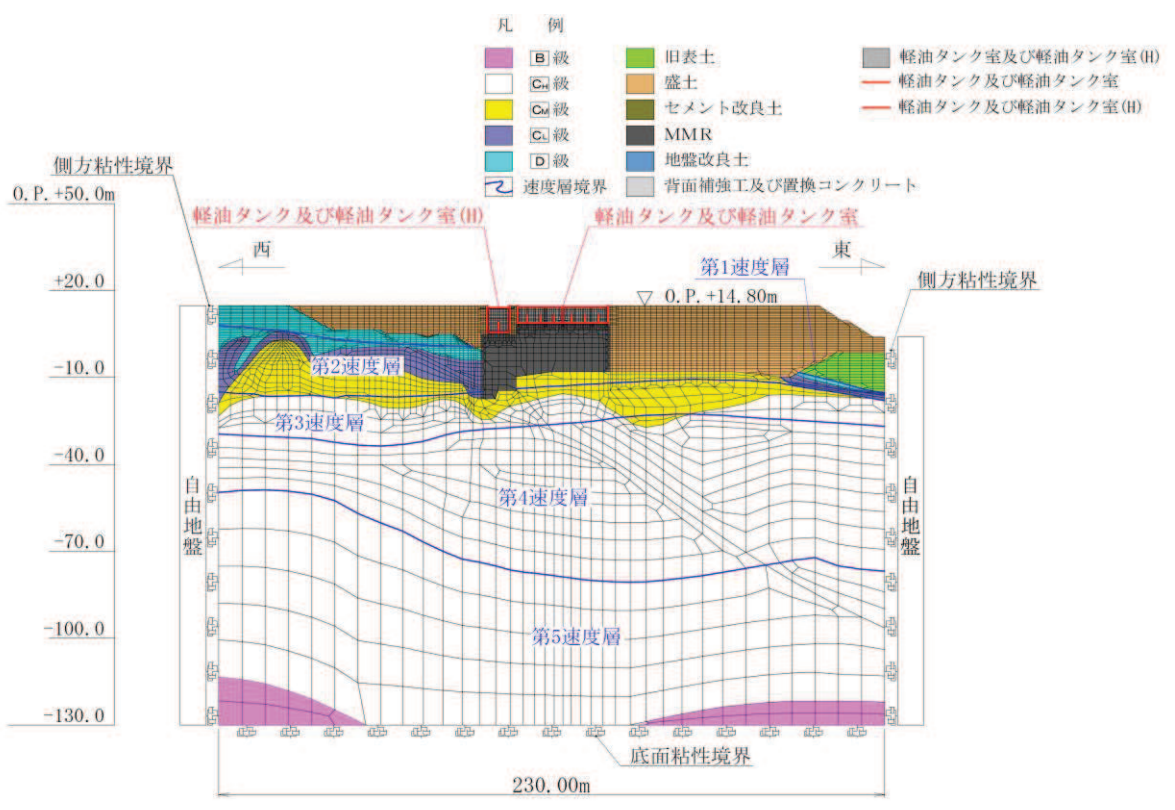 凡 例
B 級
CH 級
CM 級
CL 級
D 級
速度層境界
旧表土
盛土
セメント改良土
MMR
地盤改良土
背面補強工及び置換コンクリート
軽油タンク室及び軽油タンク室(H)
軽油タンク及び軽油タンク室
軽油タンク及び軽油タンク室(H)
側方粘性境界
O.P.+50.0m
軽油タンク及び軽油タンク室(H)
軽油タンク及び軽油タンク室
西
東
第1速度層
側方粘性境界
+20.0
O.P.+14.80m
第2速度層
-10.0
第3速度層
-40.0
第4速度層
自由地盤
自由地盤
-70.0
第5速度層
-100.0
-130.0
底面粘性境界
230.00m